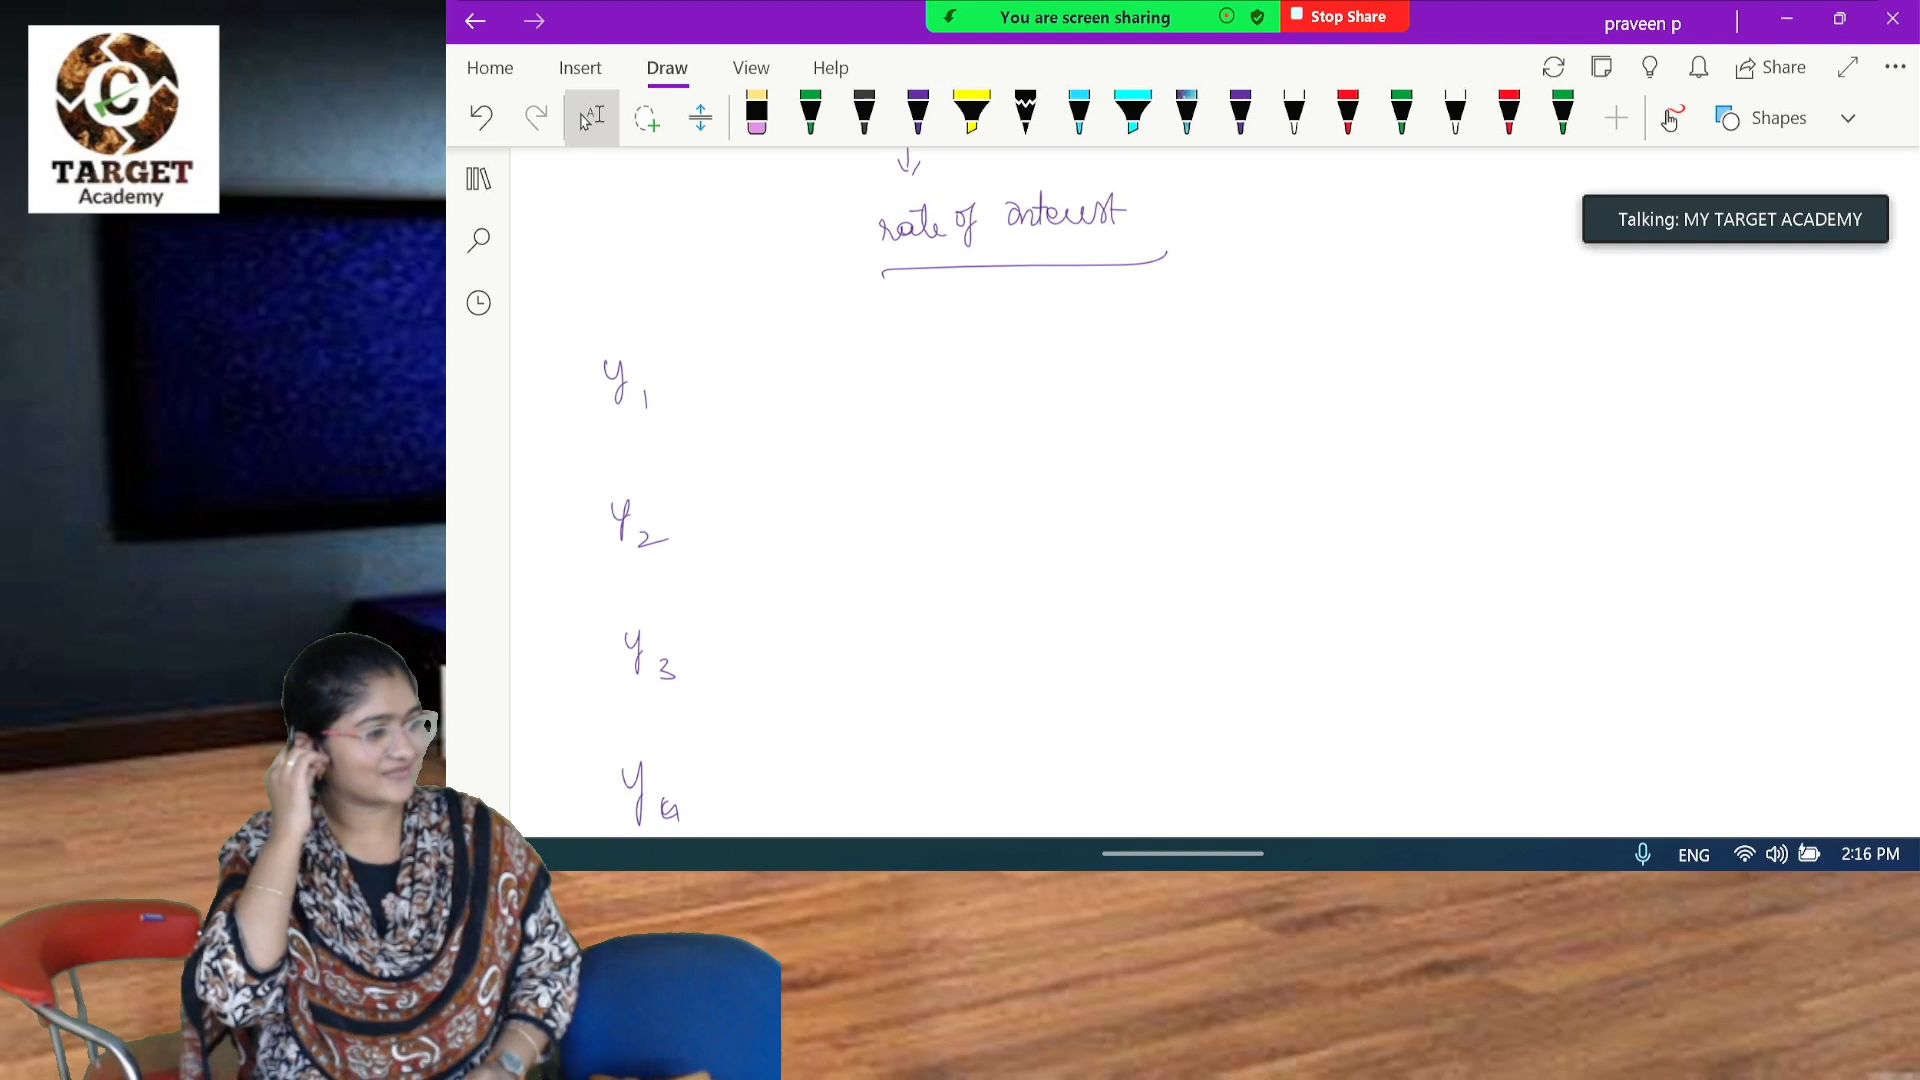 You are screen sharing
Stop Share
praveen p
TARGET
Academy
Home Insert Draw View Help
Share
Shapes
Talking: MY TARGET ACADEMY
rate of interest
y1
y2
y3
y4
ENG
2:16 PM